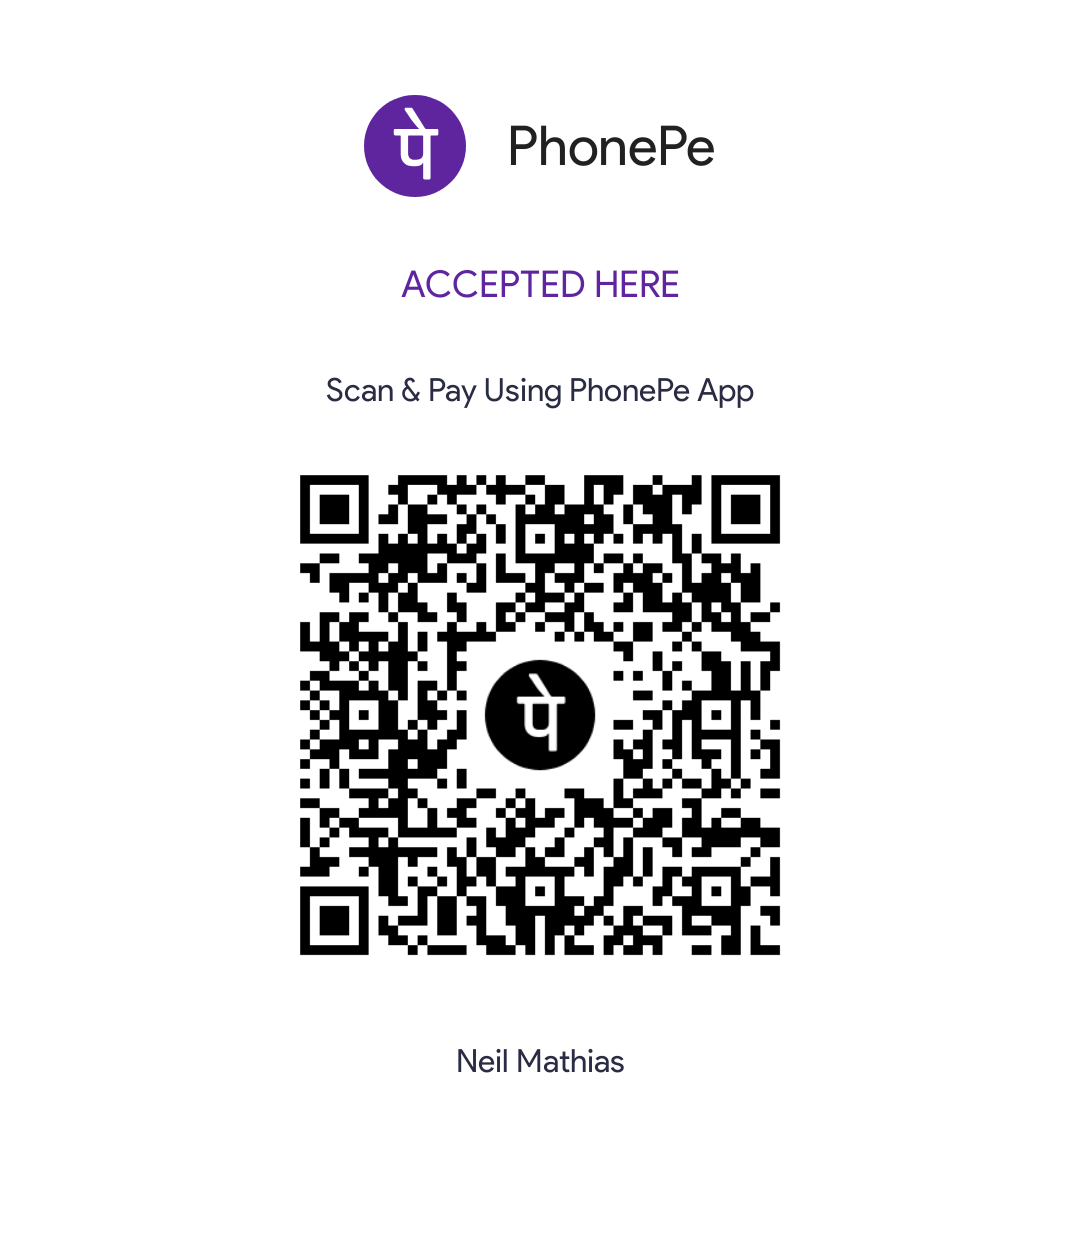 पे PhonePe
ACCEPTED HERE
Scan & Pay Using PhonePe App
पे
Neil Mathias